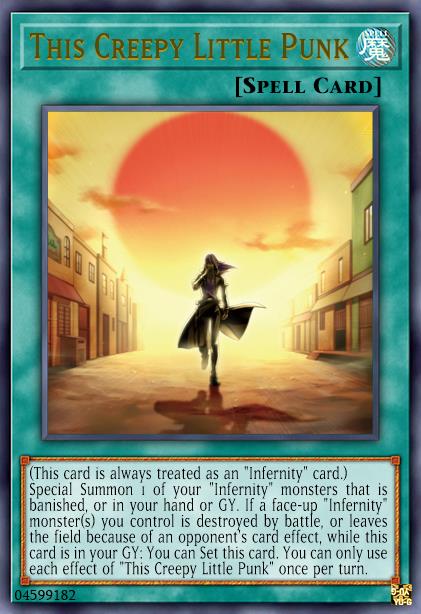 THIS CREEPY LITTLE PUNK
SPELL
魔
[SPELL CARD]
(This card is always treated as an "Infernity" card.)
Special Summon 1 of your "Infernity" monsters that is
banished, or in your hand or GY. If a face-up "Infernity"
monster(s) you control is destroyed by battle, or leaves
the field because of an opponent's card effect, while this
card is in your GY: You can Set this card. You can only use
each effect of "This Creepy Little Punk" once per turn.
04599182